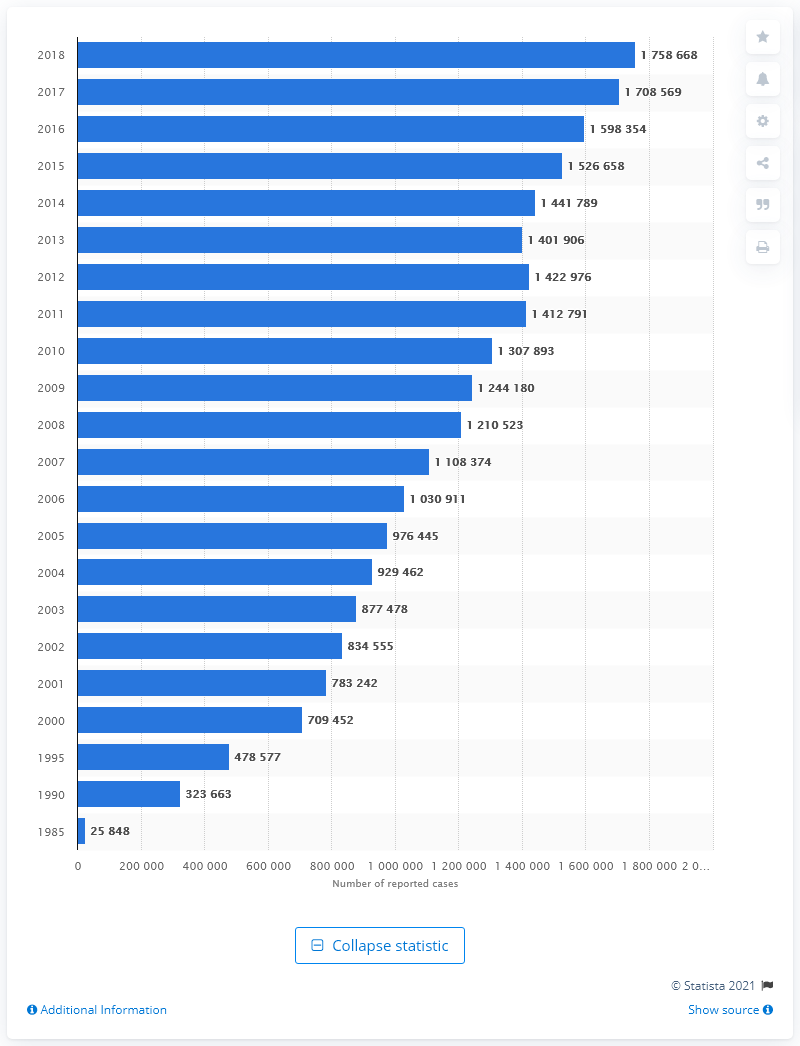 2018 1 758 668
2017 1 708 569
2016 1 598 354
2015 1 526 658
2014 1 441 789
2013 1 401 906
2012 1 422 976
2011 1 412 791
2010 1 307 893
2009 1 244 180
2008 1 210 523
2007 1 108 374
2006 1 030 911
2005 976 445
2004 929 462
2003 877 478
2002 834 555
2001 783 242
2000 709 452
1995 478 577
1990 323 663
1985 25 848
0 200 000 400 000 600 000 800 000 1 000 000 1 200 000 1 400 000 1 600 000 1 800 000 2 0...
Number of reported cases
Collapse statistic
© Statista 2021
Additional Information Show source